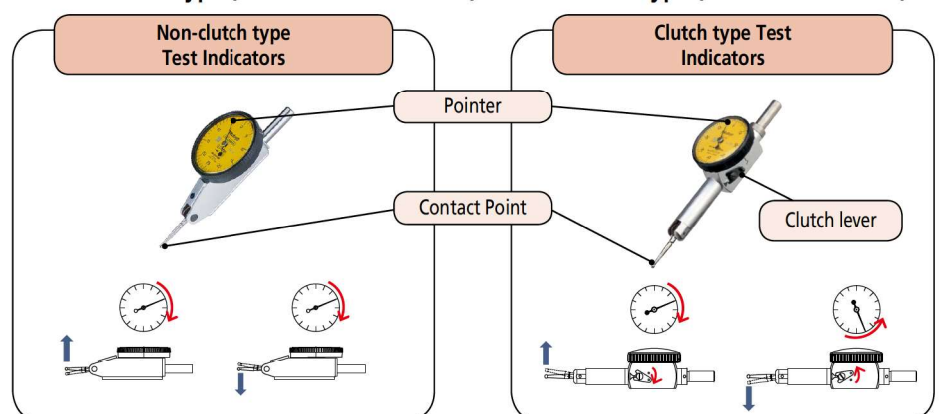 Non-clutch type
Test Indicators
Clutch type Test
Indicators
Pointer
Contact Point
Clutch lever